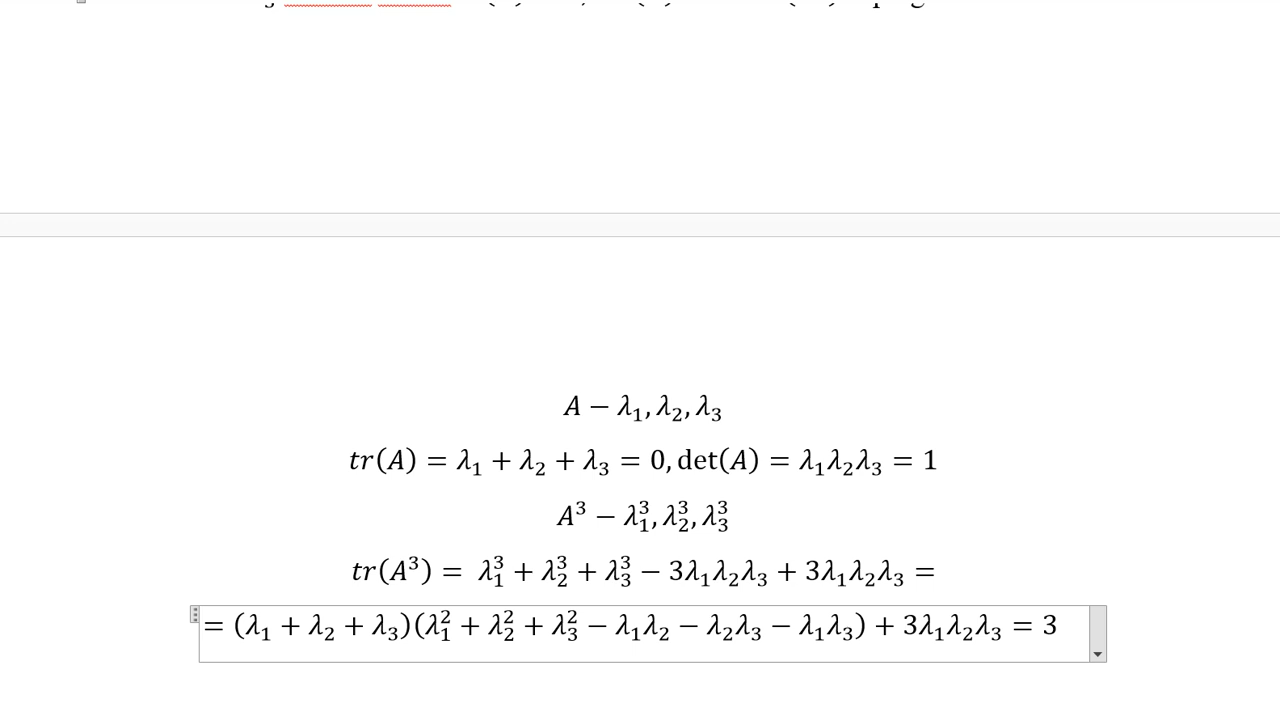 A − λ₁, λ₂, λ₃
tr(A) = λ₁ + λ₂ + λ₃ = 0, det(A) = λ₁λ₂λ₃ = 1
A³ − λ₁³, λ₂³, λ₃³
tr(A³) = λ₁³ + λ₂³ + λ₃³ − 3λ₁λ₂λ₃ + 3λ₁λ₂λ₃ =
= (λ₁ + λ₂ + λ₃)(λ₁² + λ₂² + λ₃² − λ₁λ₂ − λ₂λ₃ − λ₁λ₃) + 3λ₁λ₂λ₃ = 3